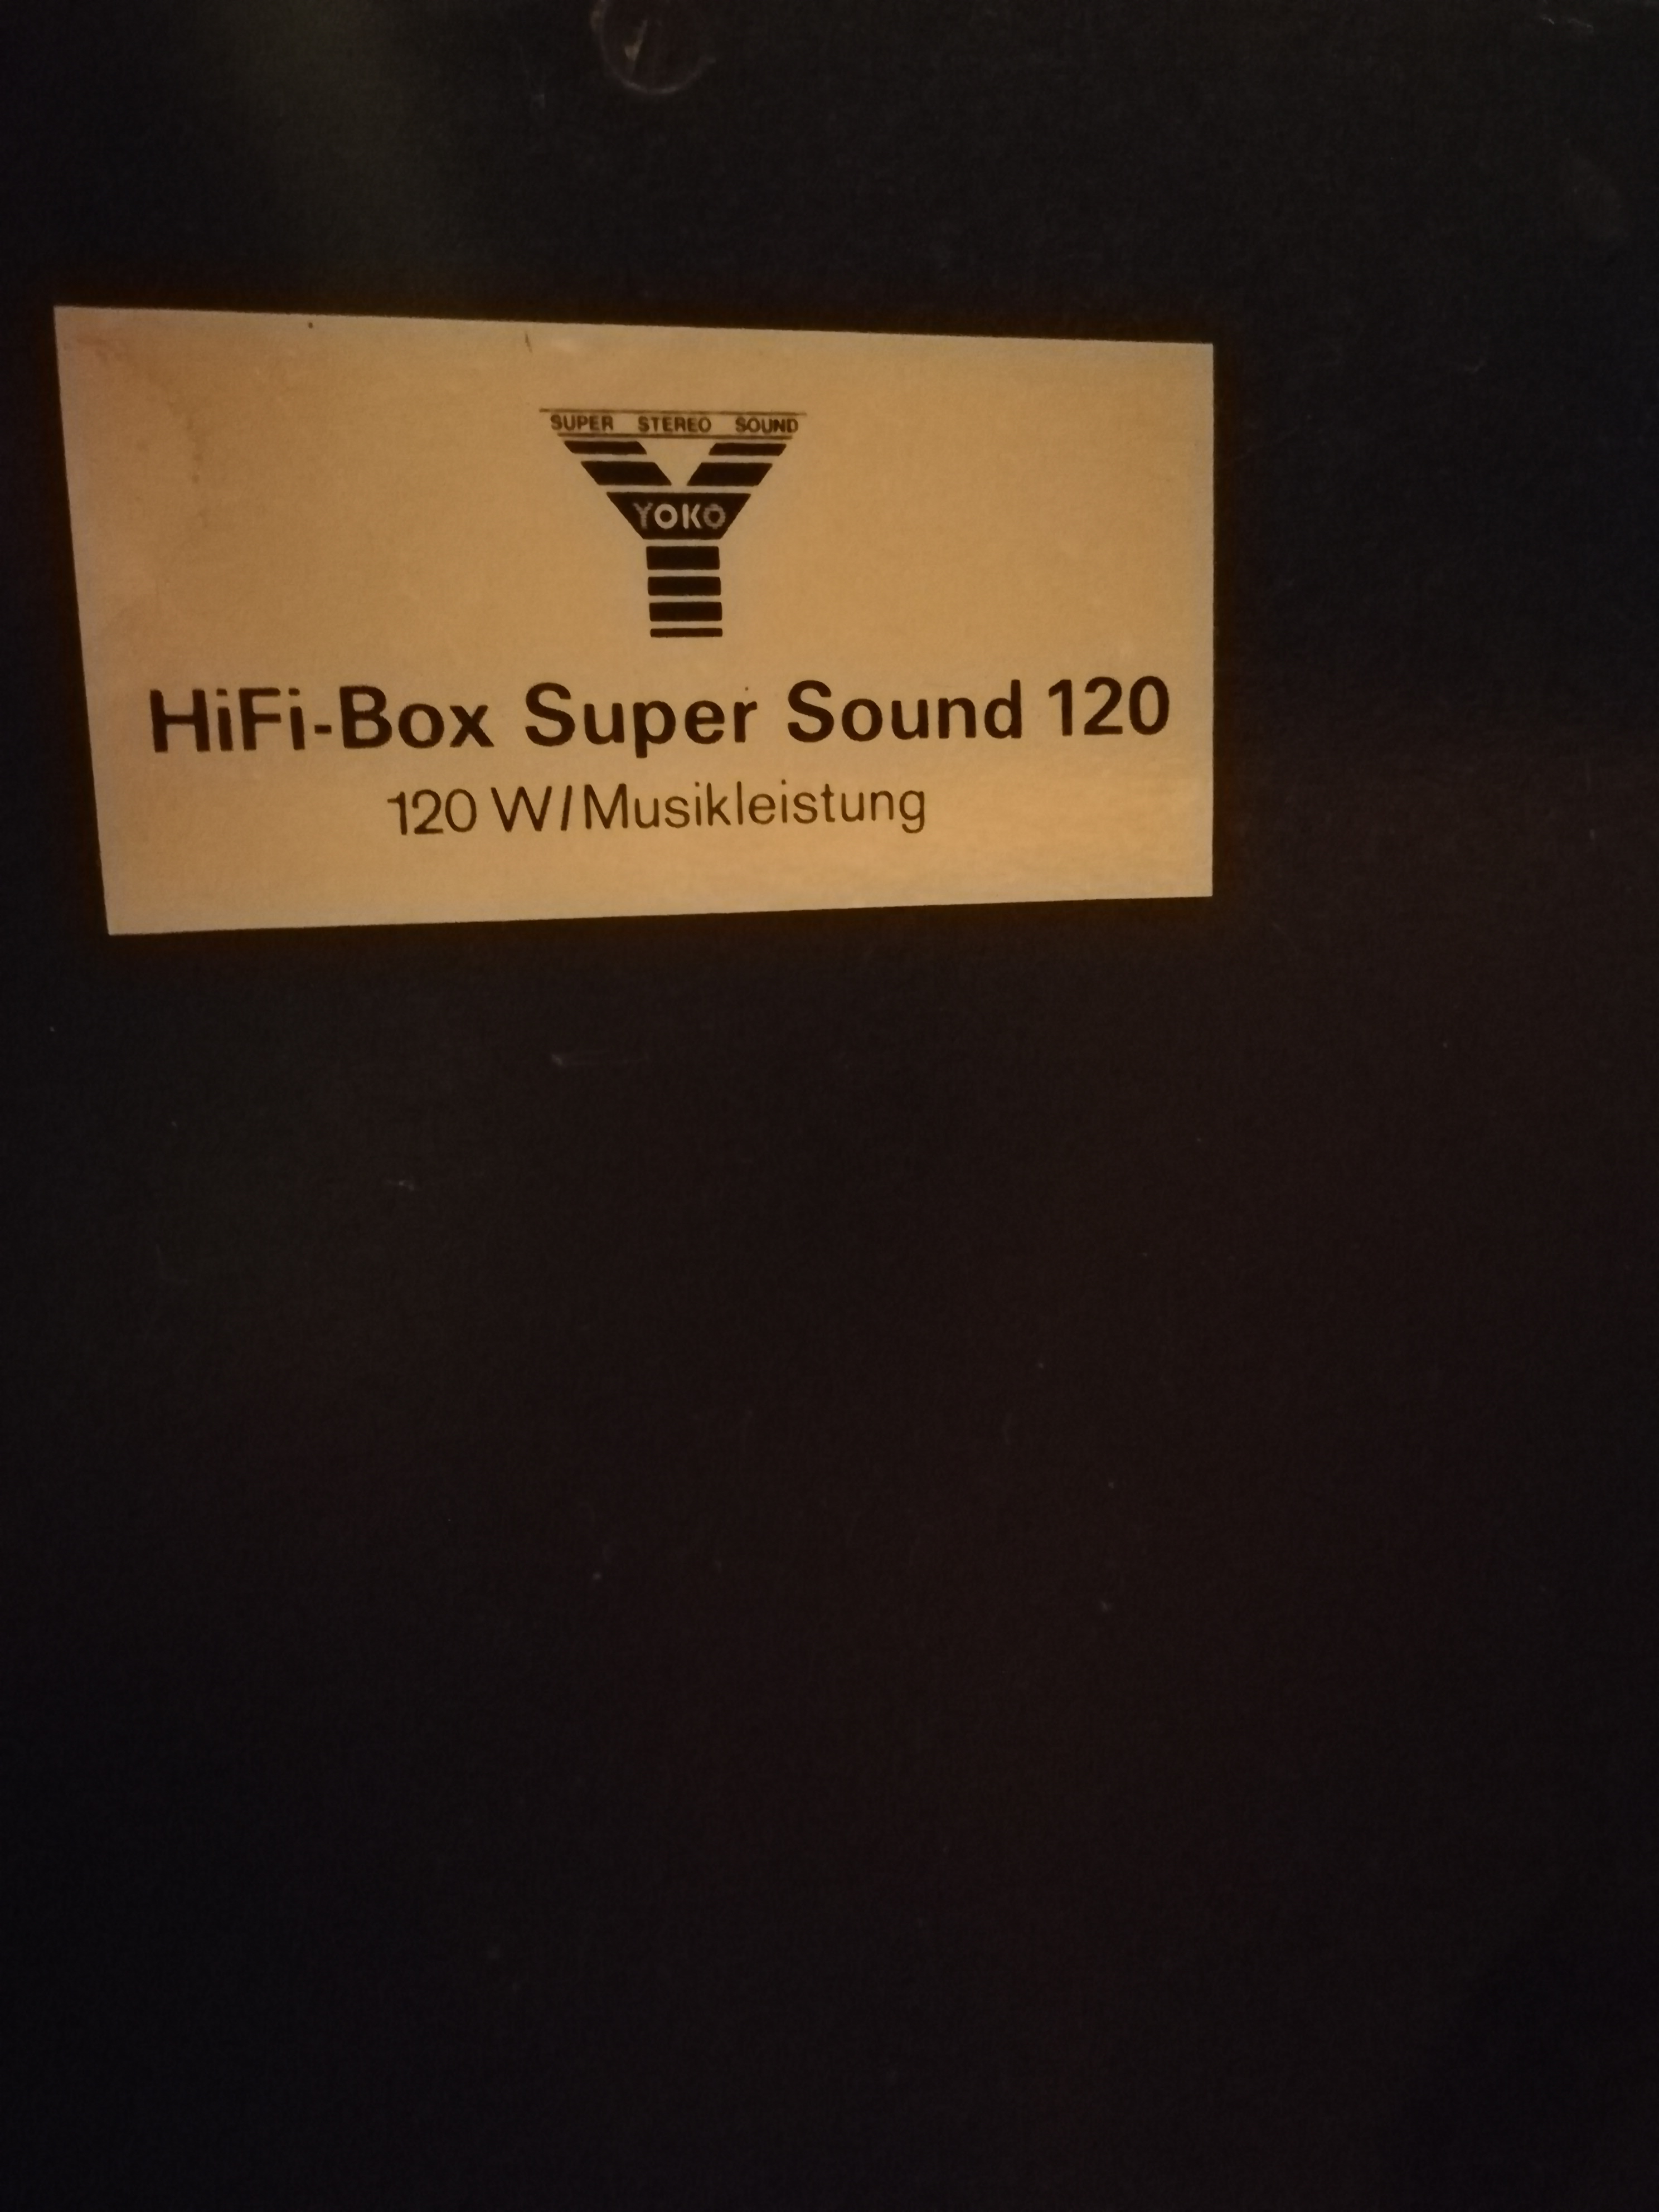 SUPER STEREO SOUND
YOKO
HiFi-Box Super Sound 120
120 W/Musikleistung